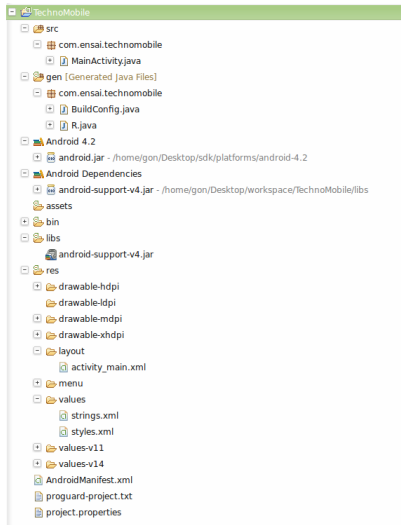 TechnoMobile
src
com.ensai.technomobile
MainActivity.java
gen [Generated Java Files]
com.ensai.technomobile
BuildConfig.java
R.java
Android 4.2
android.jar - /home/gon/Desktop/sdk/platforms/android-4.2
Android Dependencies
android-support-v4.jar - /home/gon/Desktop/workspace/TechnoMobile/libs
assets
bin
libs
android-support-v4.jar
res
drawable-hdpi
drawable-ldpi
drawable-mdpi
drawable-xhdpi
layout
activity_main.xml
menu
values
strings.xml
styles.xml
values-v11
values-v14
AndroidManifest.xml
proguard-project.txt
project.properties